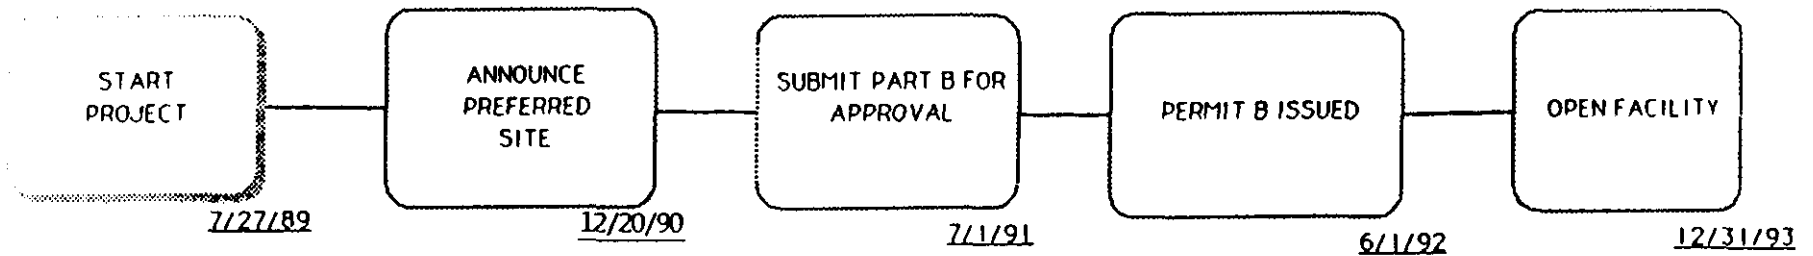 START
PROJECT
7/27/89
ANNOUNCE
PREFERRED
SITE
12/20/90
SUBMIT PART B FOR
APPROVAL
7/1/91
PERMIT B ISSUED
6/1/92
OPEN FACILITY
12/31/93